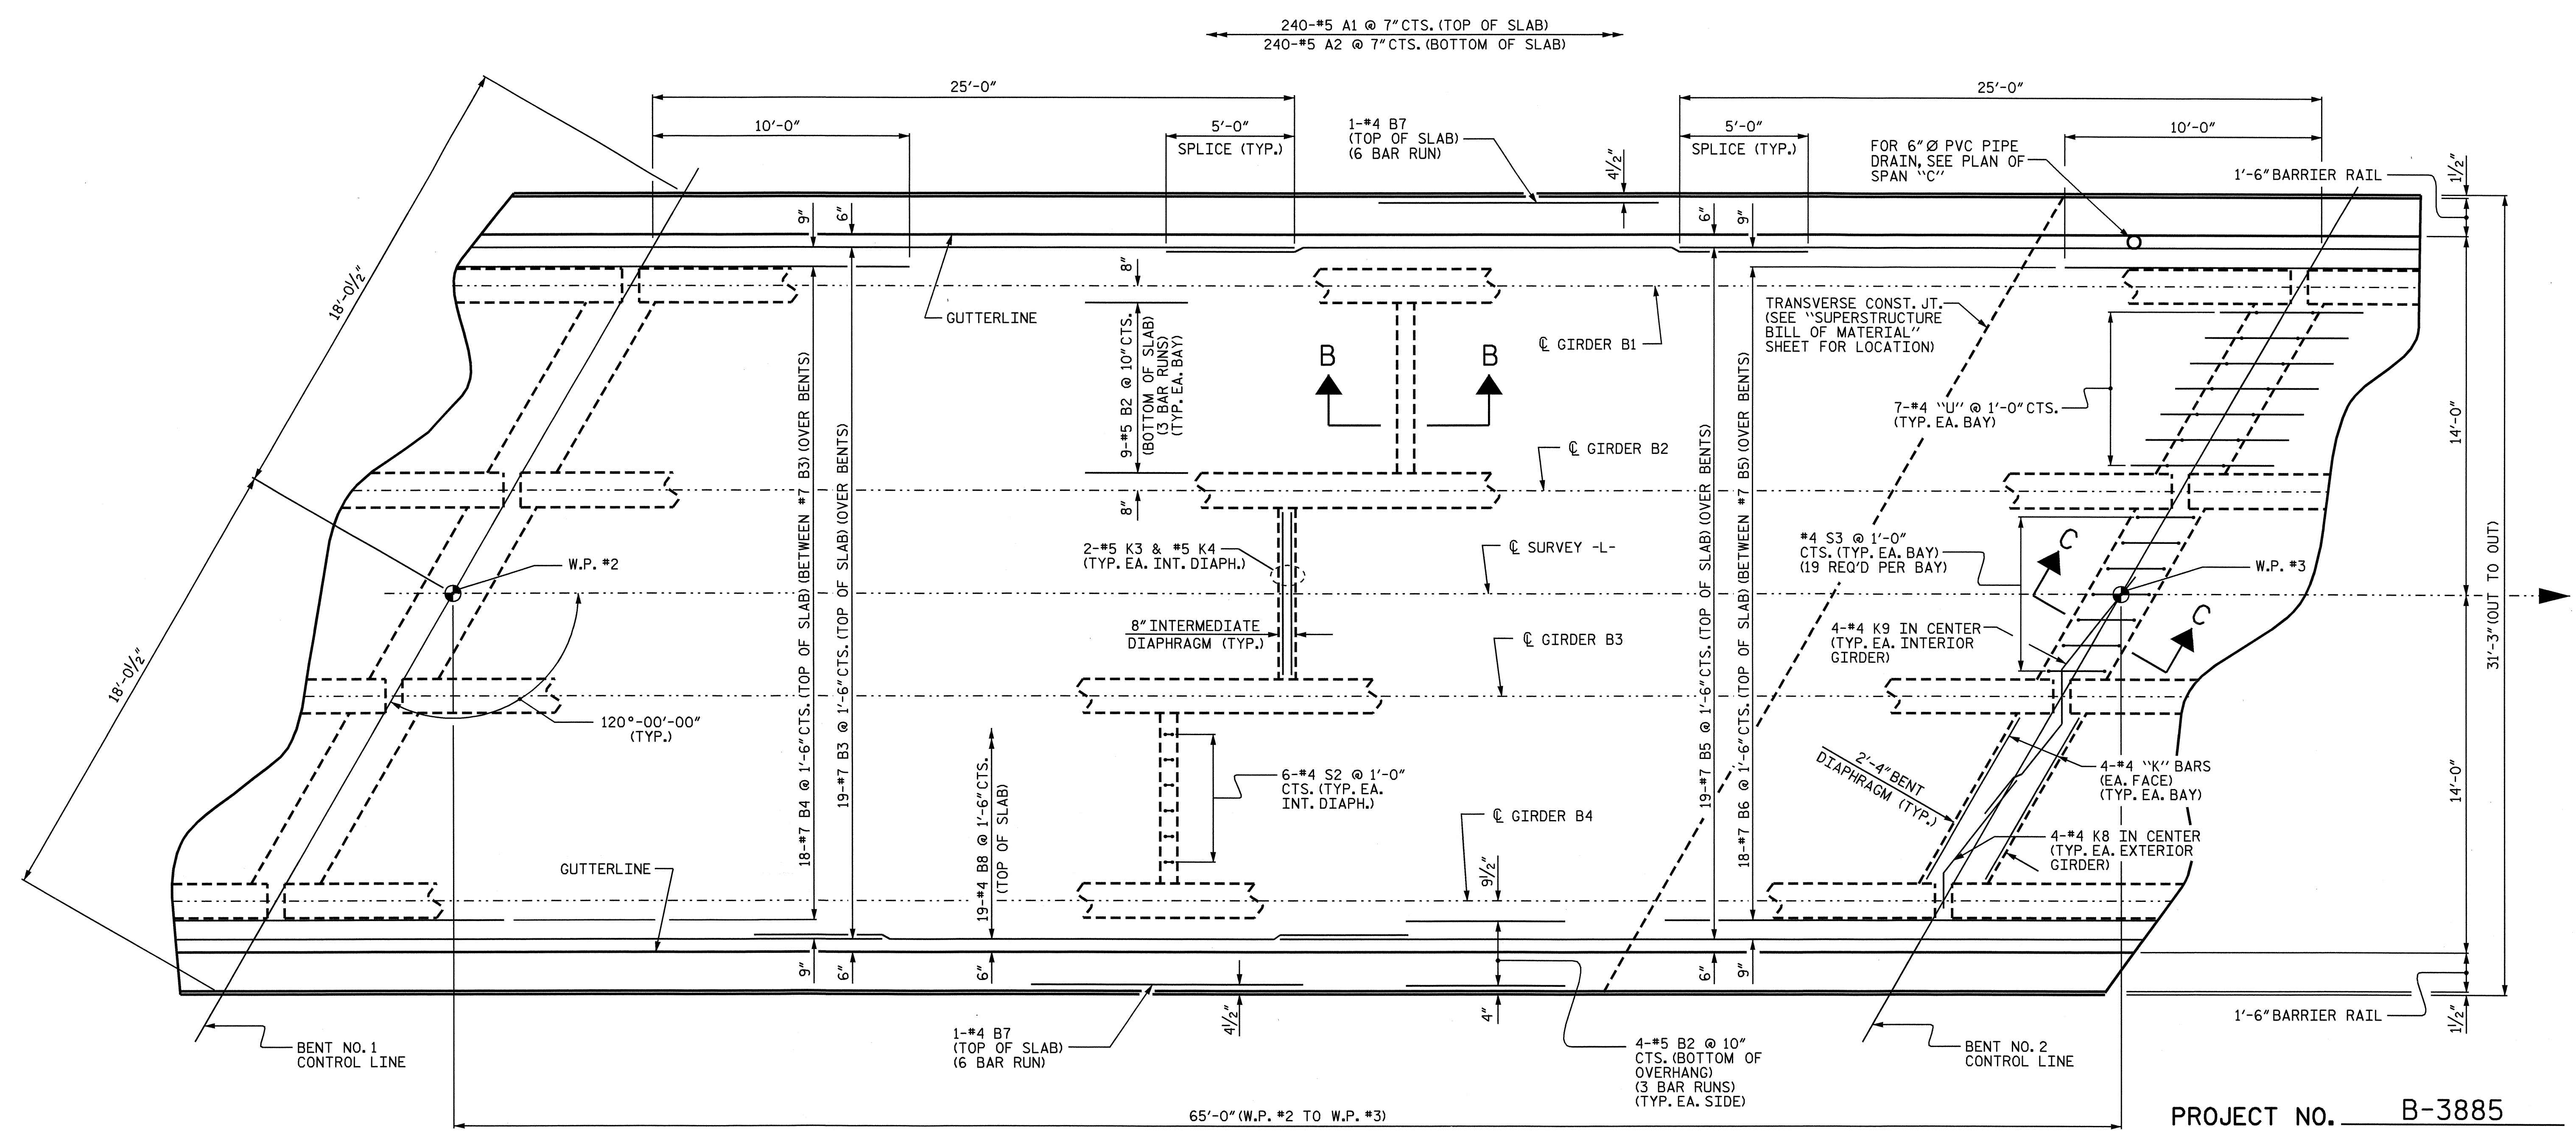 240-#5 A1 @ 7" CTS. (TOP OF SLAB)
240-#5 A2 @ 7" CTS. (BOTTOM OF SLAB)
25'-0"
25'-0"
10'-0"
5'-0"
SPLICE (TYP.)
1-#4 B7
(TOP OF SLAB)
(6 BAR RUN)
4½"
5'-0"
SPLICE (TYP.)
10'-0"
FOR 6" Ø PVC PIPE
DRAIN, SEE PLAN OF
SPAN "C"
1'-6" BARRIER RAIL
1½"
18'-0½"
9"
6"
6"
9"
8"
GUTTERLINE
9-#5 B2 @ 10" CTS.
(BOTTOM OF SLAB)
(3 BAR RUNS)
(TYP. EA. BAY)
8"
B
B
℄ GIRDER B1
TRANSVERSE CONST. JT.
(SEE "SUPERSTRUCTURE
BILL OF MATERIAL"
SHEET FOR LOCATION)
7-#4 "U" @ 1'-0" CTS.
(TYP. EA. BAY)
14'-0"
℄ GIRDER B2
18-#7 B4 @ 1'-6" CTS. (TOP OF SLAB) (BETWEEN #7 B3) (OVER BENTS)
19-#7 B3 @ 1'-6" CTS. (TOP OF SLAB) (OVER BENTS)
19-#7 B5 @ 1'-6" CTS. (TOP OF SLAB) (OVER BENTS)
18-#7 B6 @ 1'-6" CTS. (TOP OF SLAB) (BETWEEN #7 B5) (OVER BENTS)
31'-3" (OUT TO OUT)
W.P. #2
2-#5 K3 & #5 K4
(TYP. EA. INT. DIAPH.)
℄ SURVEY -L-
#4 S3 @ 1'-0"
CTS. (TYP. EA. BAY)
(19 REQ'D PER BAY)
C
W.P. #3
C
18'-0½"
8" INTERMEDIATE
DIAPHRAGM (TYP.)
℄ GIRDER B3
4-#4 K9 IN CENTER
(TYP. EA. INTERIOR
GIRDER)
120°-00'-00"
(TYP.)
19-#4 B8 @ 1'-6" CTS.
(TOP OF SLAB)
6-#4 S2 @ 1'-0"
CTS. (TYP. EA.
INT. DIAPH.)
2'-4" BENT
DIAPHRAGM (TYP.)
4-#4 "K" BARS
(EA. FACE)
(TYP. EA. BAY)
14'-0"
℄ GIRDER B4
4-#4 K8 IN CENTER
(TYP. EA. EXTERIOR
GIRDER)
GUTTERLINE
9½"
9"
6"
6"
6"
9"
4½"
4"
1'-6" BARRIER RAIL
1½"
BENT NO. 1
CONTROL LINE
1-#4 B7
(TOP OF SLAB)
(6 BAR RUN)
4-#5 B2 @ 10"
CTS. (BOTTOM OF
OVERHANG)
(3 BAR RUNS)
(TYP. EA. SIDE)
BENT NO. 2
CONTROL LINE
65'-0" (W.P. #2 TO W.P. #3)
PROJECT NO. B-3885